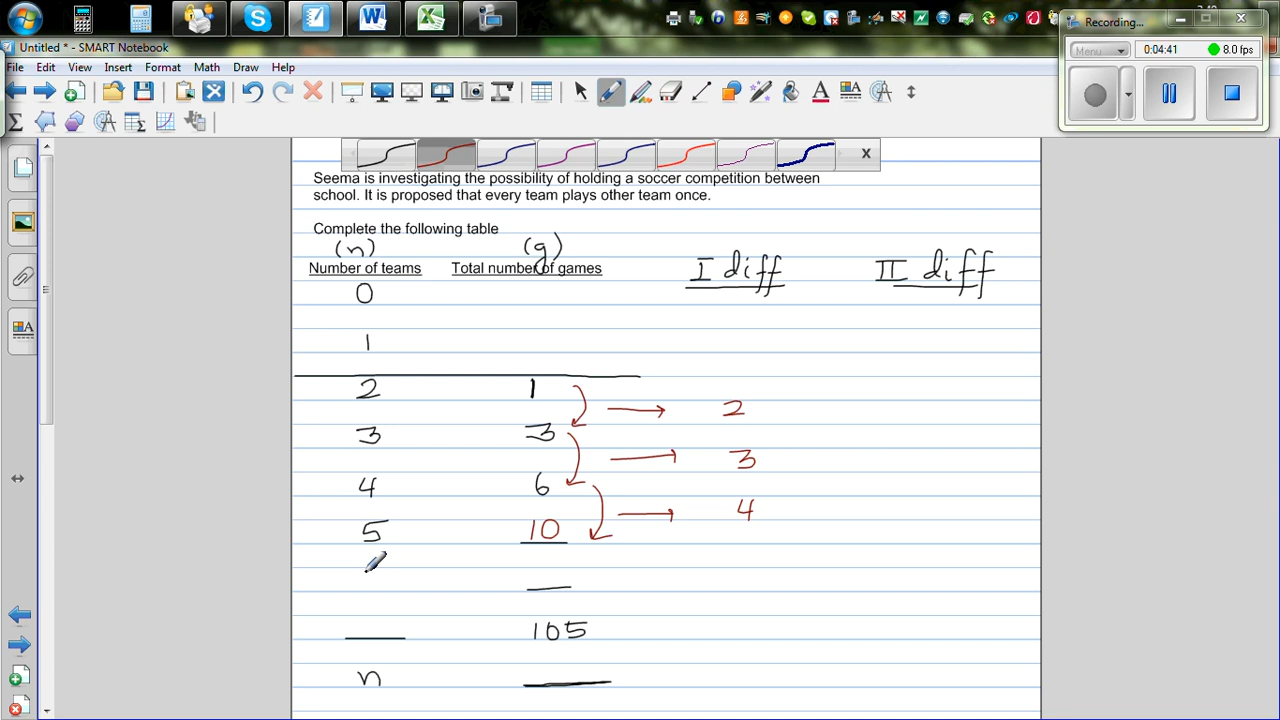 Recording...
Untitled * - SMART Notebook
Menu
0:04:41
8.0 fps
File Edit View Insert Format Math Draw Help
x
Seema is investigating the possibility of holding a soccer competition between
school. It is proposed that every team plays other team once.
Complete the following table
(n) (g)
Number of teams Total number of games I diff II diff
0
1
2 1 2
3 3 3
4 6 4
5 10
105
n